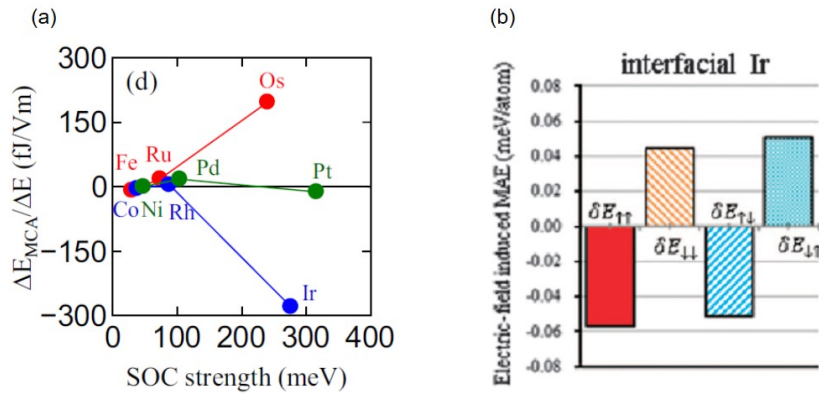 (a)
(b)
300
150
0
−150
−300
ΔE_MCA/ΔE (fJ/Vm)
(d)
Os
Fe
Ru
Pd
Pt
Co
Ni
Rh
Ir
0 100 200 300 400
SOC strength (meV)
interfacial Ir
Electric-field induced MAE (meV/atom)
0.08
0.06
0.04
0.02
0.00
-0.02
-0.04
-0.06
-0.08
δE↑↑
δE↓↓
δE↑↓
δE↓↑